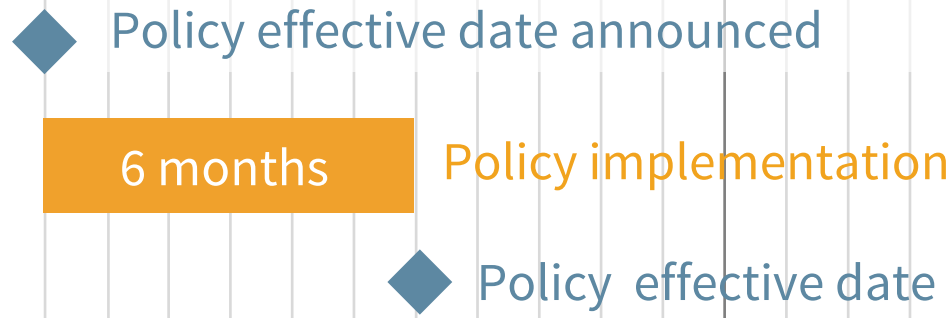 Policy effective date announced
6 months Policy implementation
Policy effective date